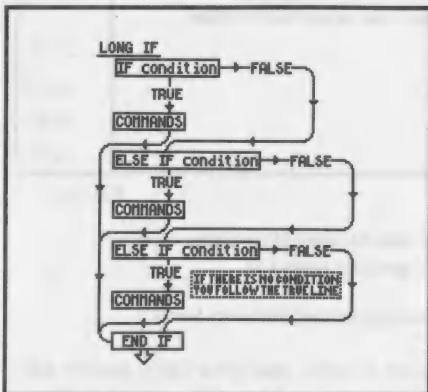 LONG IF
IF condition FALSE
TRUE
COMMANDS
ELSE IF condition FALSE
TRUE
COMMANDS
ELSE IF condition FALSE
TRUE
IF THERE IS NO CONDITION
YOU FOLLOW THE TRUE LINE
COMMANDS
END IF